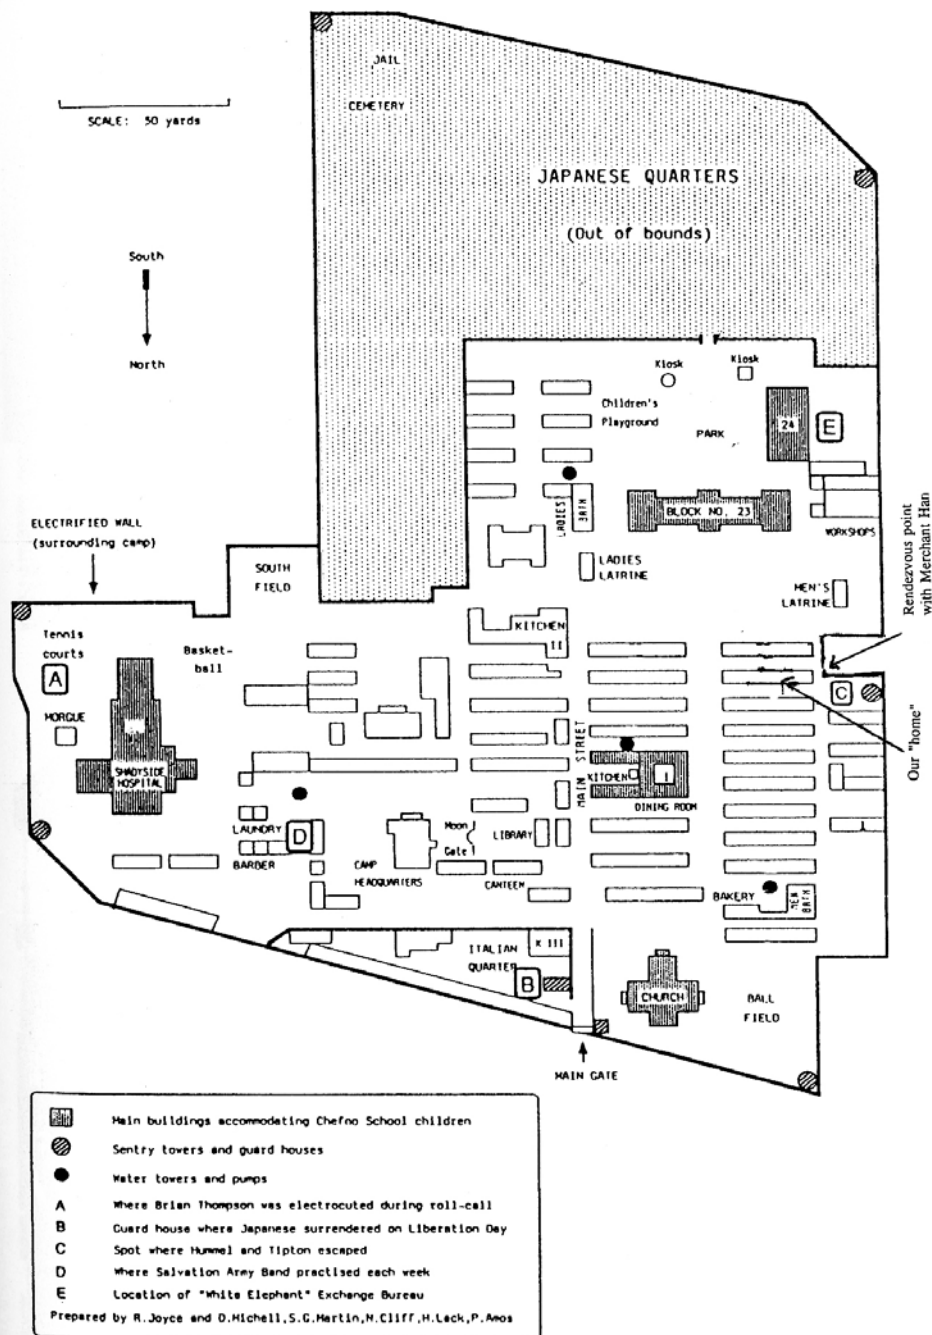 JAIL
CEMETERY
SCALE: 50 yards
JAPANESE QUARTERS
(Out of bounds)
South
North
Kiosk
Kiosk
Children's
Playground
PARK
24
E
ELECTRIFIED WALL
(surrounding camp)
LADIES'
BATH
BLOCK NO. 23
WORKSHOPS
Rendezvous point
with Merchant Han
SOUTH
FIELD
LADIES
LATRINE
MEN'S
LATRINE
Tennis
courts
A
Basket-
ball
KITCHEN
II
C
MORGUE
SHADYSIDE
HOSPITAL
MAIN STREET
KITCHEN
I
DINING ROOM
Our "home"
LAUNDRY
D
BARBER
Moon
Gate
LIBRARY
CAMP
HEADQUARTERS
CANTEEN
BAKERY
MEN
BATH
ITALIAN
QUARTER
K III
B
CHURCH
BALL
FIELD
MAIN GATE
Main buildings accommodating Chefno School children
Sentry towers and guard houses
Water towers and pumps
A Where Brian Thompson was electrocuted during roll-call
B Guard house where Japanese surrendered on Liberation Day
C Spot where Hummel and Tipton escaped
D Where Salvation Army Band practised each week
E Location of "White Elephant" Exchange Bureau
Prepared by R.Joyce and D.Michell,S.G.Martin,N.Cliff,H.Lack,P.Amos